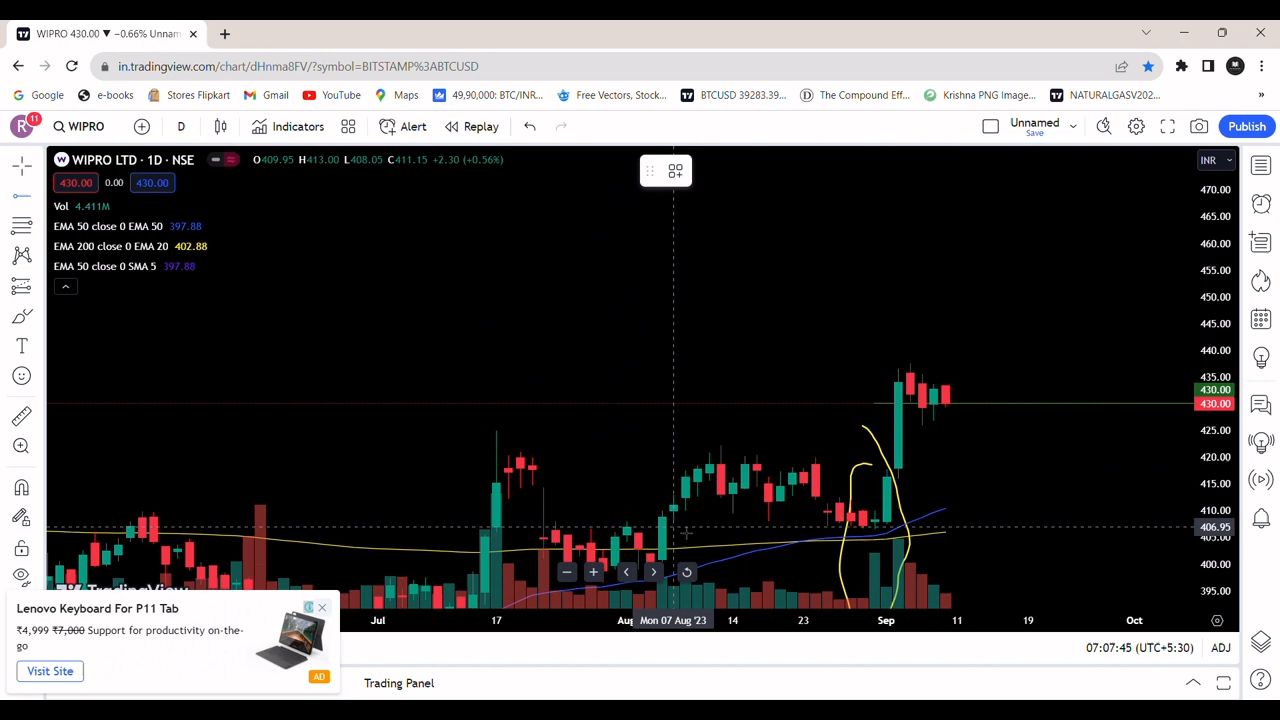 WIPRO 430.00 ▼ −0.66% Unnam
in.tradingview.com/chart/dHnma8FV/?symbol=BITSTAMP%3ABTCUSD
Google e-books Stores Flipkart Gmail YouTube Maps 49,90,000: BTC/INR... Free Vectors, Stock... BTCUSD 39283.39... The Compound Eff... Krishna PNG Image... NATURALGASV2023... »
R 11 WIPRO D Indicators Alert Replay Unnamed Save Publish
WIPRO LTD · 1D · NSE O409.95 H413.00 L408.05 C411.15 +2.30 (+0.56%) INR
430.00 0.00 430.00
Vol 4.411M
EMA 50 close 0 EMA 50 397.88
EMA 200 close 0 EMA 20 402.88
EMA 50 close 0 SMA 5 397.88
470.00
465.00
460.00
455.00
450.00
445.00
440.00
435.00
430.00
430.00
425.00
420.00
415.00
410.00
406.95
405.00
400.00
395.00
TradingView
Jul 17 Aug Mon 07 Aug '23 14 23 Sep 11 19 Oct
07:07:45 (UTC+5:30) ADJ
Trading Panel
Lenovo Keyboard For P11 Tab
₹4,999 ₹7,000 Support for productivity on-the-
go
Visit Site
AD